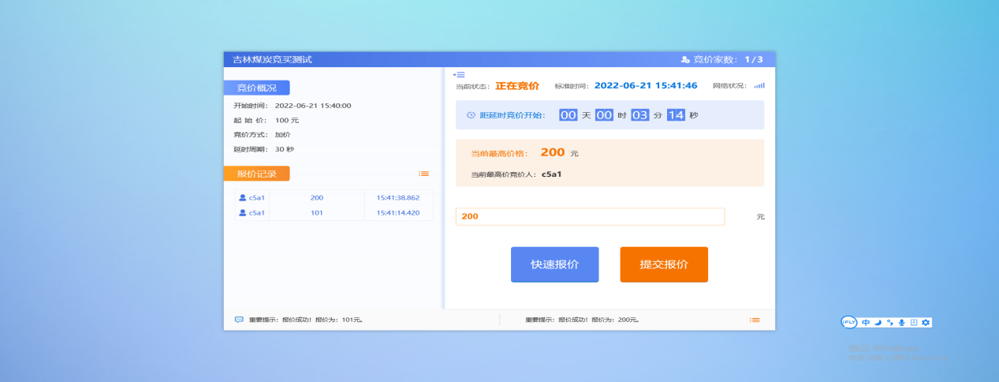 吉林煤炭竞买测试
竞价家数: 1/3
竞价概况
开始时间: 2022-06-21 15:40:00
起 始 价: 100 元
竞价方式: 加价
延时周期: 30 秒
报价记录
c5a1 200 15:41:38.862
c5a1 101 15:41:14.420
当前状态: 正在竞价 标准时间: 2022-06-21 15:41:46 网络状况:
距延时竞价开始: 00 天 00 时 03 分 14 秒
当前最高价格: 200 元
当前最高价竞价人: c5a1
200 元
快速报价 提交报价
重要提示: 报价成功! 报价为: 101元。
重要提示: 报价成功! 报价为: 200元。
iFLY 中